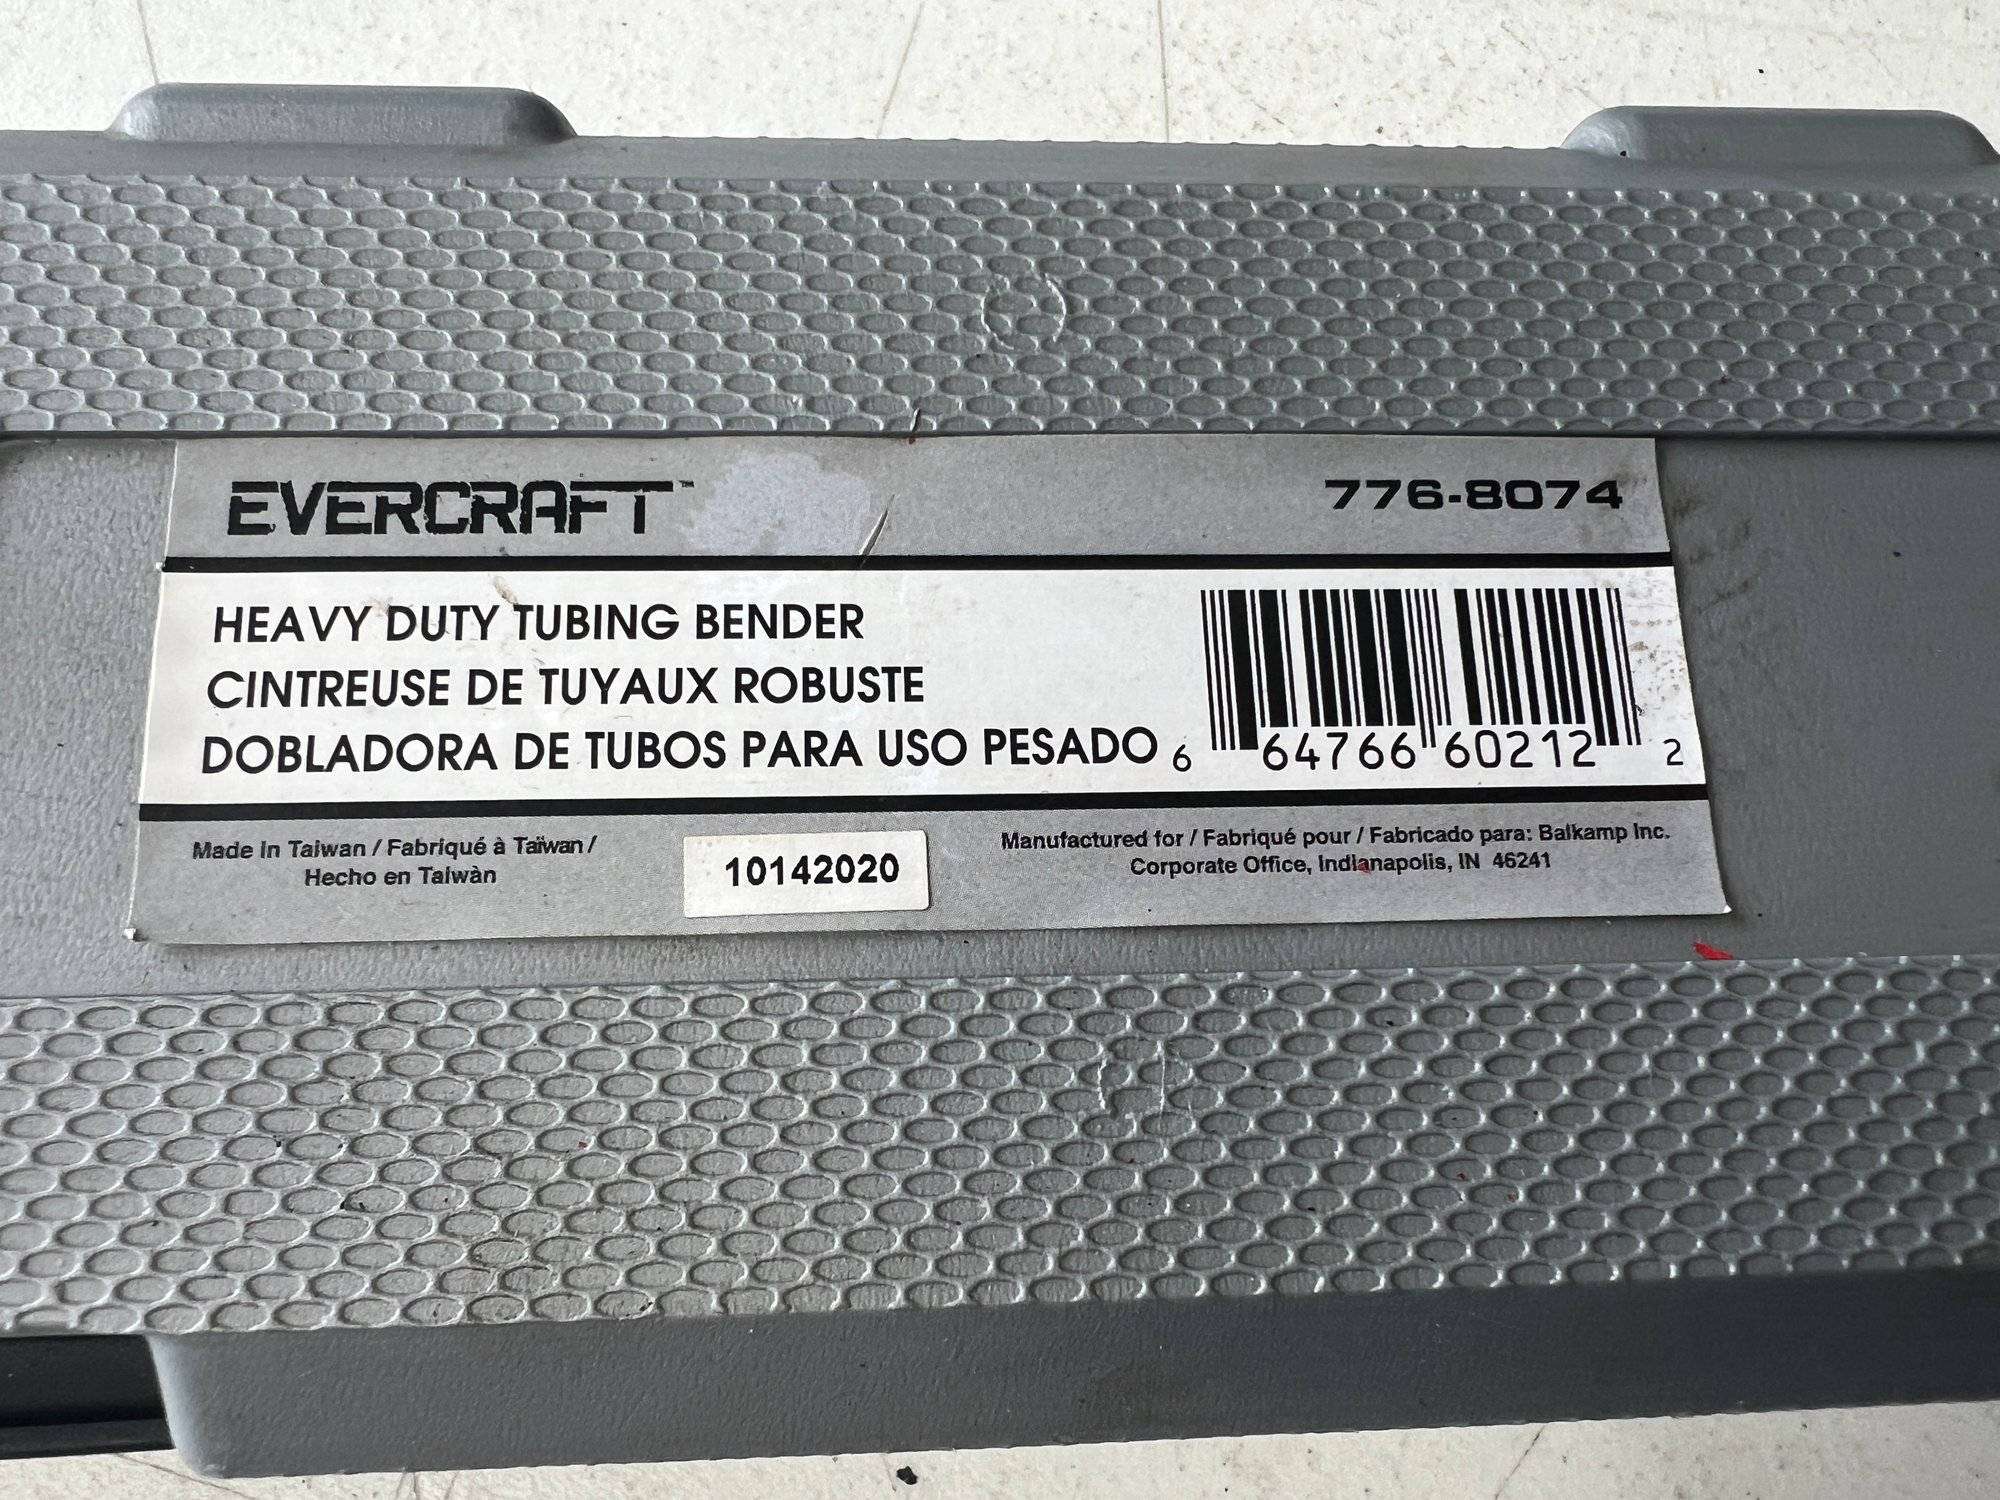 EVERCRAFT™
776-8074
HEAVY DUTY TUBING BENDER
CINTREUSE DE TUYAUX ROBUSTE
DOBLADORA DE TUBOS PARA USO PESADO
6 64766 60212 2
Made in Taiwan / Fabriqué à Taïwan /
Hecho en Taiwàn
10142020
Manufactured for / Fabriqué pour / Fabricado para: Balkamp Inc.
Corporate Office, Indianapolis, IN 46241